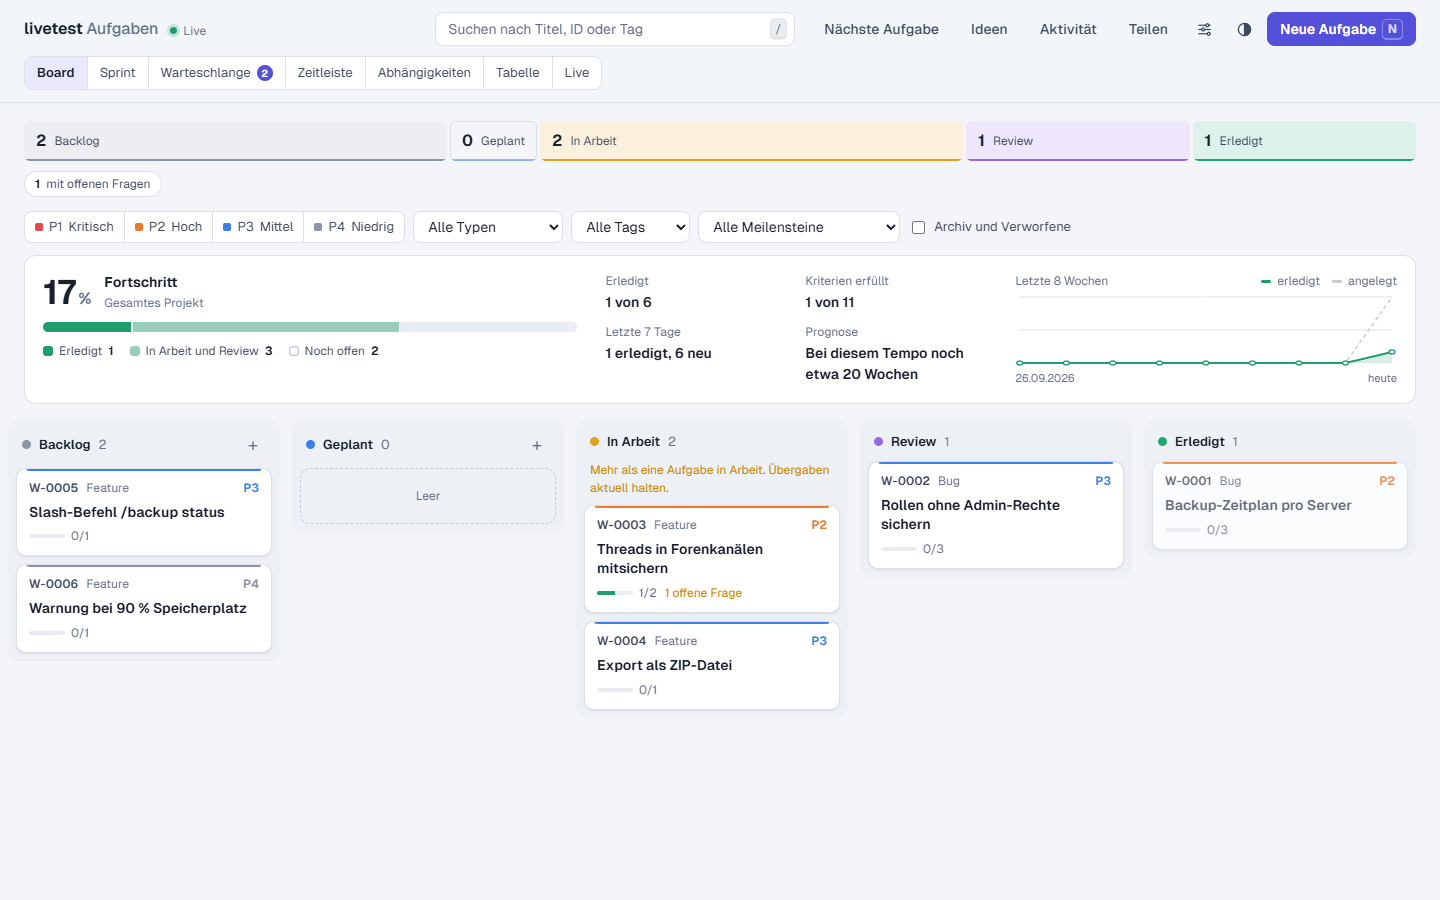 livetest Aufgaben Live
Suchen nach Titel, ID oder Tag /
Nächste Aufgabe Ideen Aktivität Teilen Neue Aufgabe N
Board Sprint Warteschlange 2 Zeitleiste Abhängigkeiten Tabelle Live
2 Backlog 0 Geplant 2 In Arbeit 1 Review 1 Erledigt
1 mit offenen Fragen
P1 Kritisch P2 Hoch P3 Mittel P4 Niedrig Alle Typen Alle Tags Alle Meilensteine Archiv und Verworfene
17 %
Fortschritt
Gesamtes Projekt
Erledigt 1 In Arbeit und Review 3 Noch offen 2
Erledigt
1 von 6
Letzte 7 Tage
1 erledigt, 6 neu
Kriterien erfüllt
1 von 11
Prognose
Bei diesem Tempo noch
etwa 20 Wochen
Letzte 8 Wochen erledigt angelegt
26.09.2026 heute
Backlog 2 +
W-0005 Feature P3
Slash-Befehl /backup status
0/1
W-0006 Feature P4
Warnung bei 90 % Speicherplatz
0/1
Geplant 0 +
Leer
In Arbeit 2
Mehr als eine Aufgabe in Arbeit. Übergaben
aktuell halten.
W-0003 Feature P2
Threads in Forenkanälen
mitsichern
1/2 1 offene Frage
W-0004 Feature P3
Export als ZIP-Datei
0/1
Review 1
W-0002 Bug P3
Rollen ohne Admin-Rechte
sichern
0/3
Erledigt 1
W-0001 Bug P2
Backup-Zeitplan pro Server
0/3